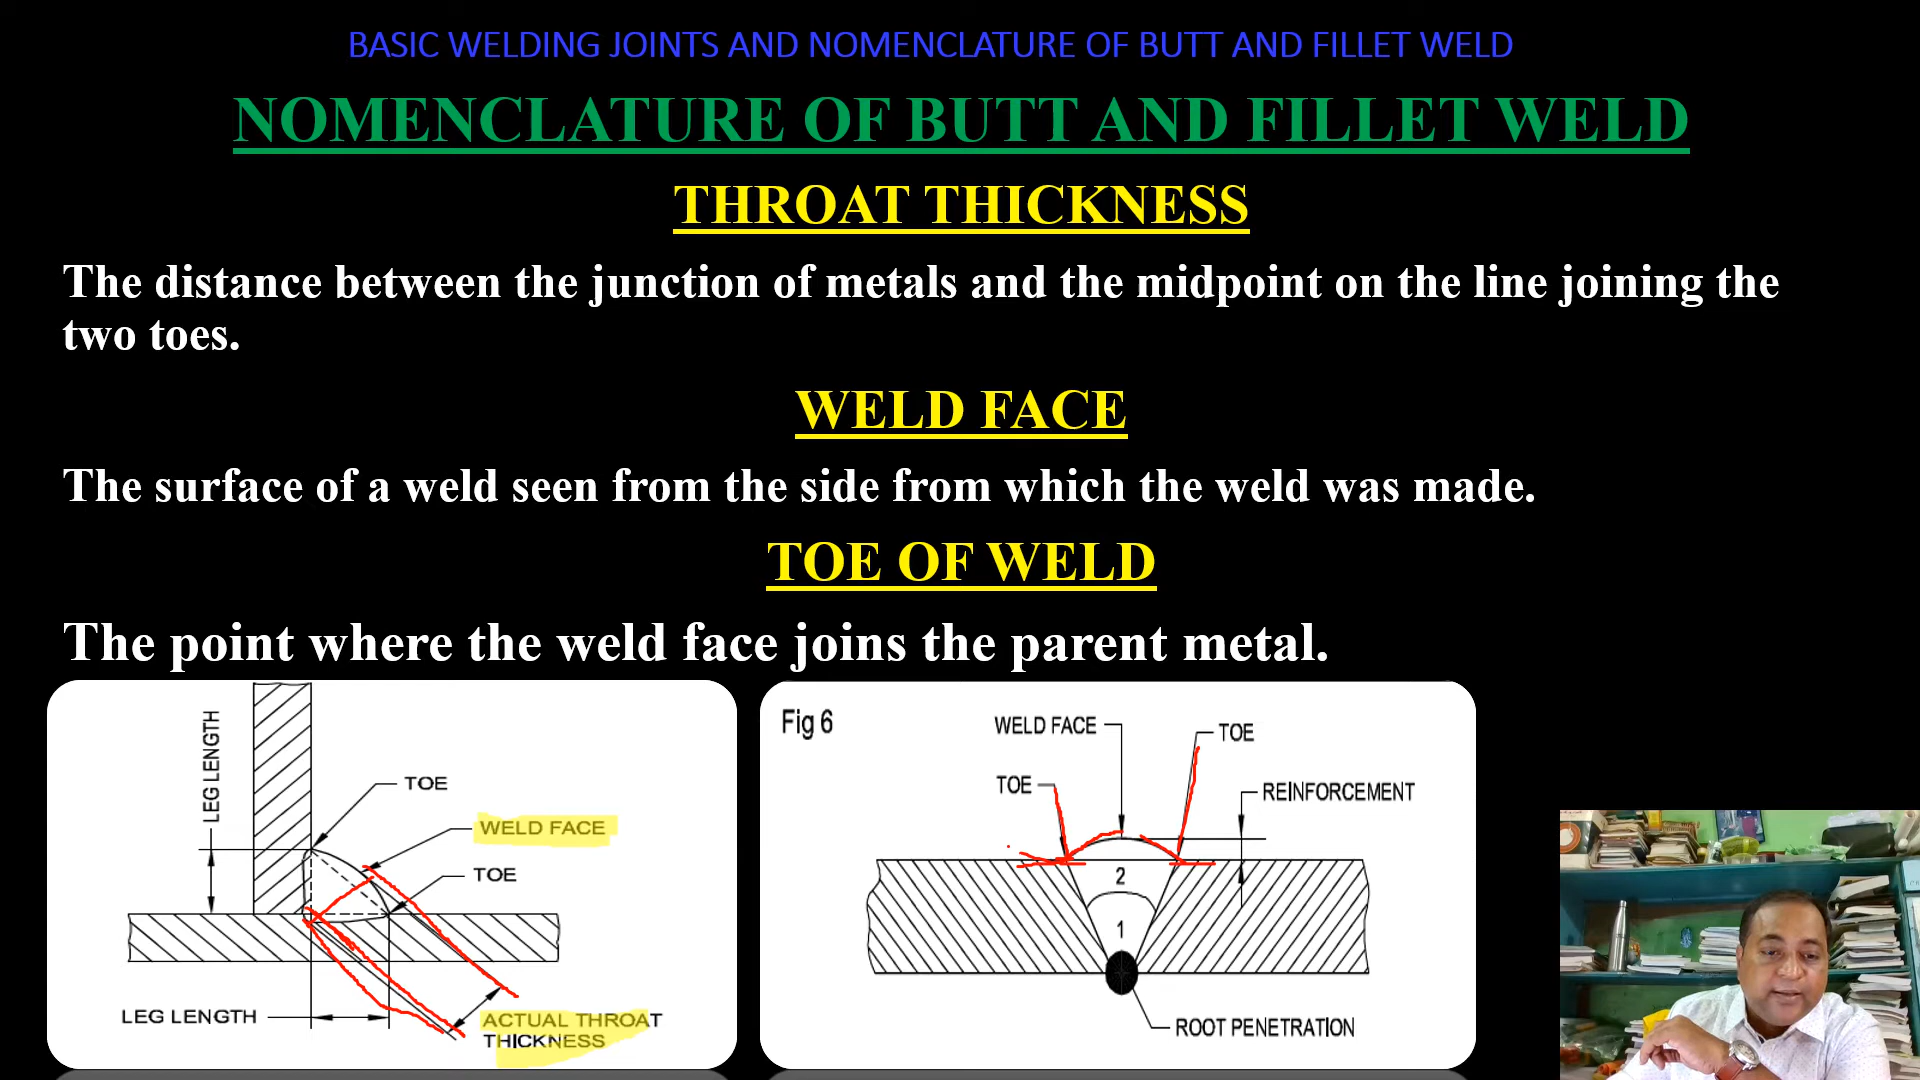 BASIC WELDING JOINTS AND NOMENCLATURE OF BUTT AND FILLET WELD
NOMENCLATURE OF BUTT AND FILLET WELD
THROAT THICKNESS
The distance between the junction of metals and the midpoint on the line joining the
two toes.
WELD FACE
The surface of a weld seen from the side from which the weld was made.
TOE OF WELD
The point where the weld face joins the parent metal.
LEG LENGTH
TOE
WELD FACE
TOE
LEG LENGTH
ACTUAL THROAT
THICKNESS
Fig 6
WELD FACE
TOE
TOE
REINFORCEMENT
2
1
ROOT PENETRATION